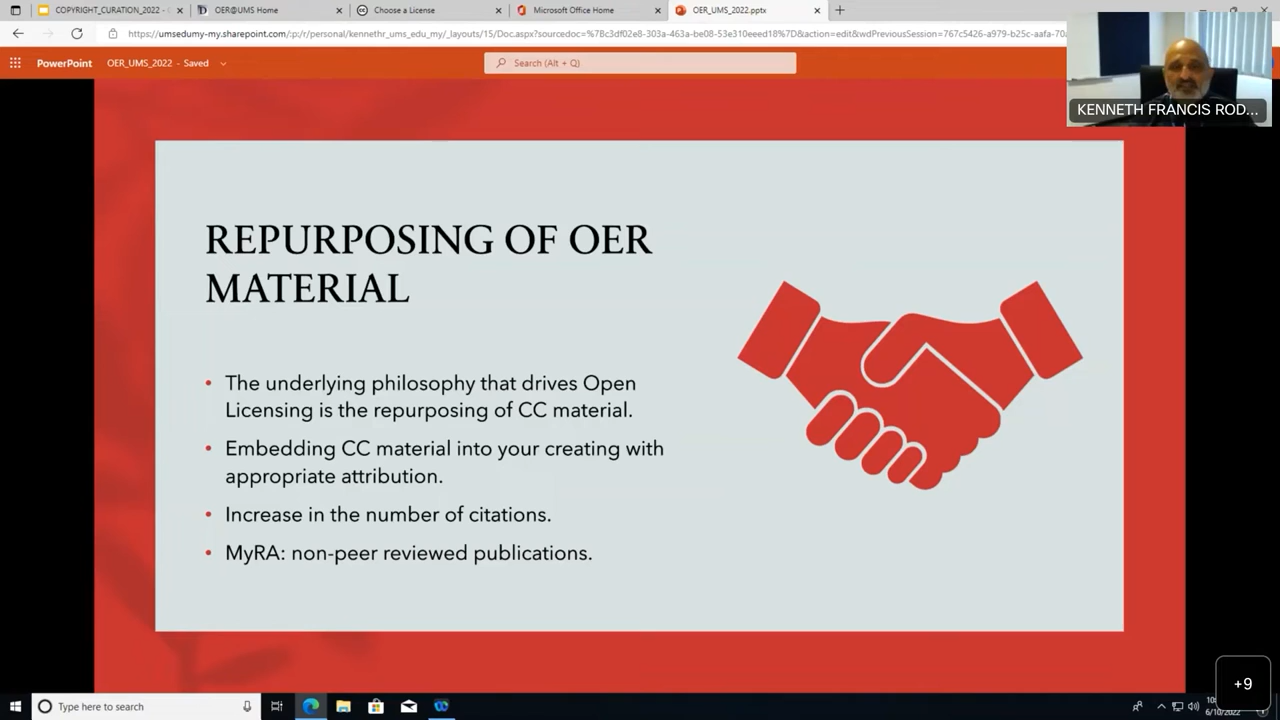 COPYRIGHT_CURATION_2022 -
OER@UMS Home
Choose a License
Microsoft Office Home
OER_UMS_2022.pptx
https://umsedumy-my.sharepoint.com/:p:/r/personal/kennethr_ums_edu_my/_layouts/15/Doc.aspx?sourcedoc=%7Bc3df02e8-303a-463a-be08-53e310eeed18%7D&action=edit&wdPreviousSession=767c5426-a979-b25c-aafa-70
PowerPoint
OER_UMS_2022 - Saved
Search (Alt + Q)
KENNETH FRANCIS ROD...
REPURPOSING OF OER
MATERIAL
• The underlying philosophy that drives Open
Licensing is the repurposing of CC material.
• Embedding CC material into your creating with
appropriate attribution.
• Increase in the number of citations.
• MyRA: non-peer reviewed publications.
+9
Type here to search
6/10/2022